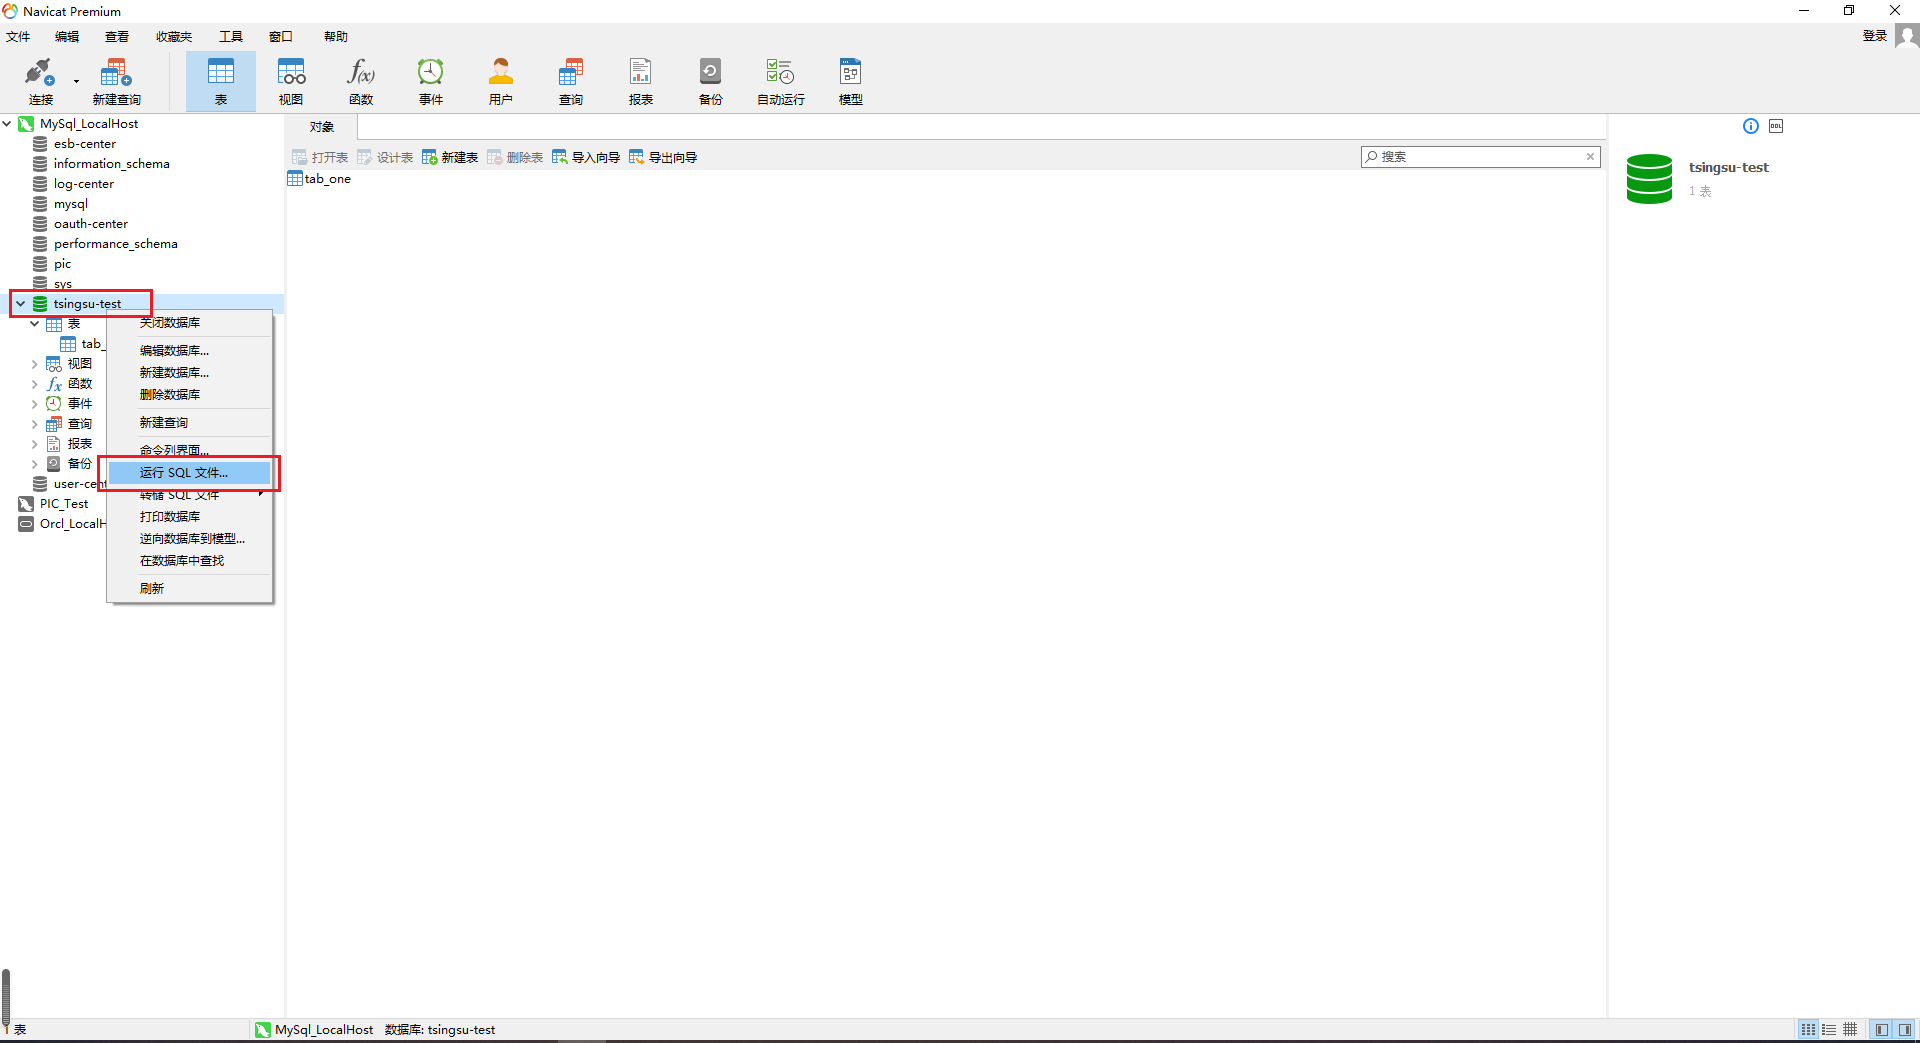 Navicat Premium
文件 编辑 查看 收藏夹 工具 窗口 帮助
登录
连接 新建查询 表 视图 函数 事件 用户 查询 报表 备份 自动运行 模型
f(x)
MySql_LocalHost
esb-center
information_schema
log-center
mysql
oauth-center
performance_schema
pic
sys
tsingsu-test
表
tab_
视图
fx 函数
事件
查询
报表
备份
user-cent
PIC_Test
Orcl_LocalH
关闭数据库
编辑数据库...
新建数据库...
删除数据库
新建查询
命令列界面...
运行 SQL 文件...
转储 SQL 文件
打印数据库
逆向数据库到模型...
在数据库中查找
刷新
对象
打开表 设计表 新建表 删除表 导入向导 导出向导
搜索
tab_one
DDL
tsingsu-test
1 表
1 表
MySql_LocalHost 数据库: tsingsu-test